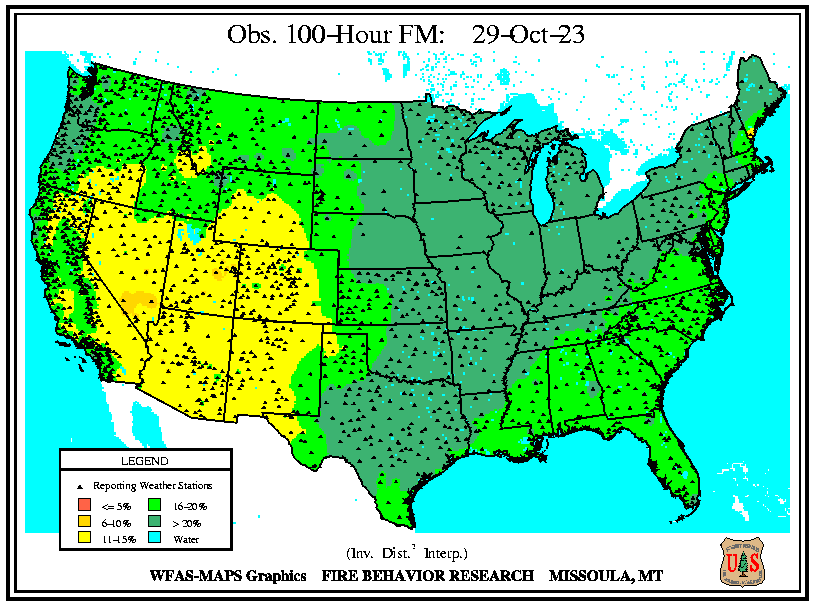 Obs. 100-Hour FM: 29-Oct-23
LEGEND
Reporting Weather Stations
<= 5%
16-20%
6-10%
> 20%
11-15%
Water
(Inv. Dist.² Interp.)
WFAS-MAPS Graphics FIRE BEHAVIOR RESEARCH MISSOULA, MT
U S